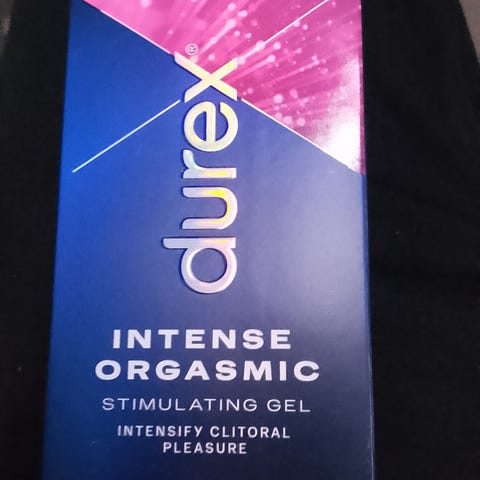 durex®
INTENSE
ORGASMIC
STIMULATING GEL
INTENSIFY CLITORAL
PLEASURE